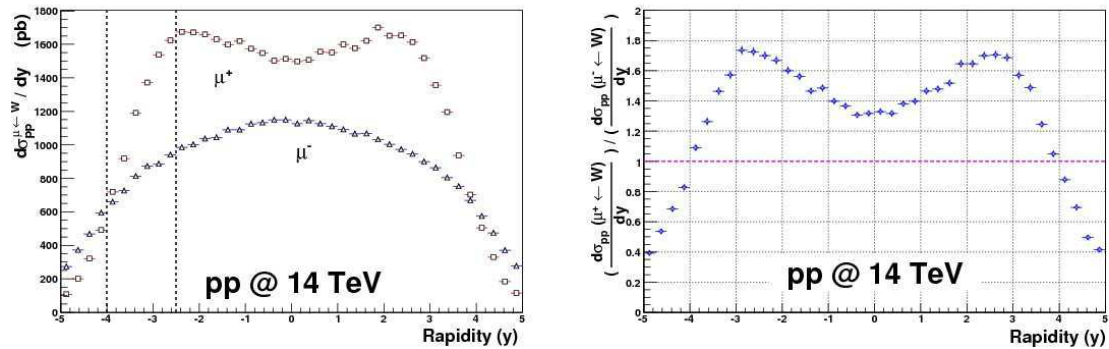 dσ_pp^{μ←W} / dy (pb)
1800
1600
1400
1200
1000
800
600
400
200
0
μ⁺
μ⁻
pp @ 14 TeV
-5 -4 -3 -2 -1 0 1 2 3 4 5
Rapidity (y)
( dσ_pp (μ⁺ ← W) / dy ) / ( dσ_pp (μ⁻ ← W) / dy )
2
1.8
1.6
1.4
1.2
1
0.8
0.6
0.4
0.2
0
pp @ 14 TeV
-5 -4 -3 -2 -1 0 1 2 3 4 5
Rapidity (y)